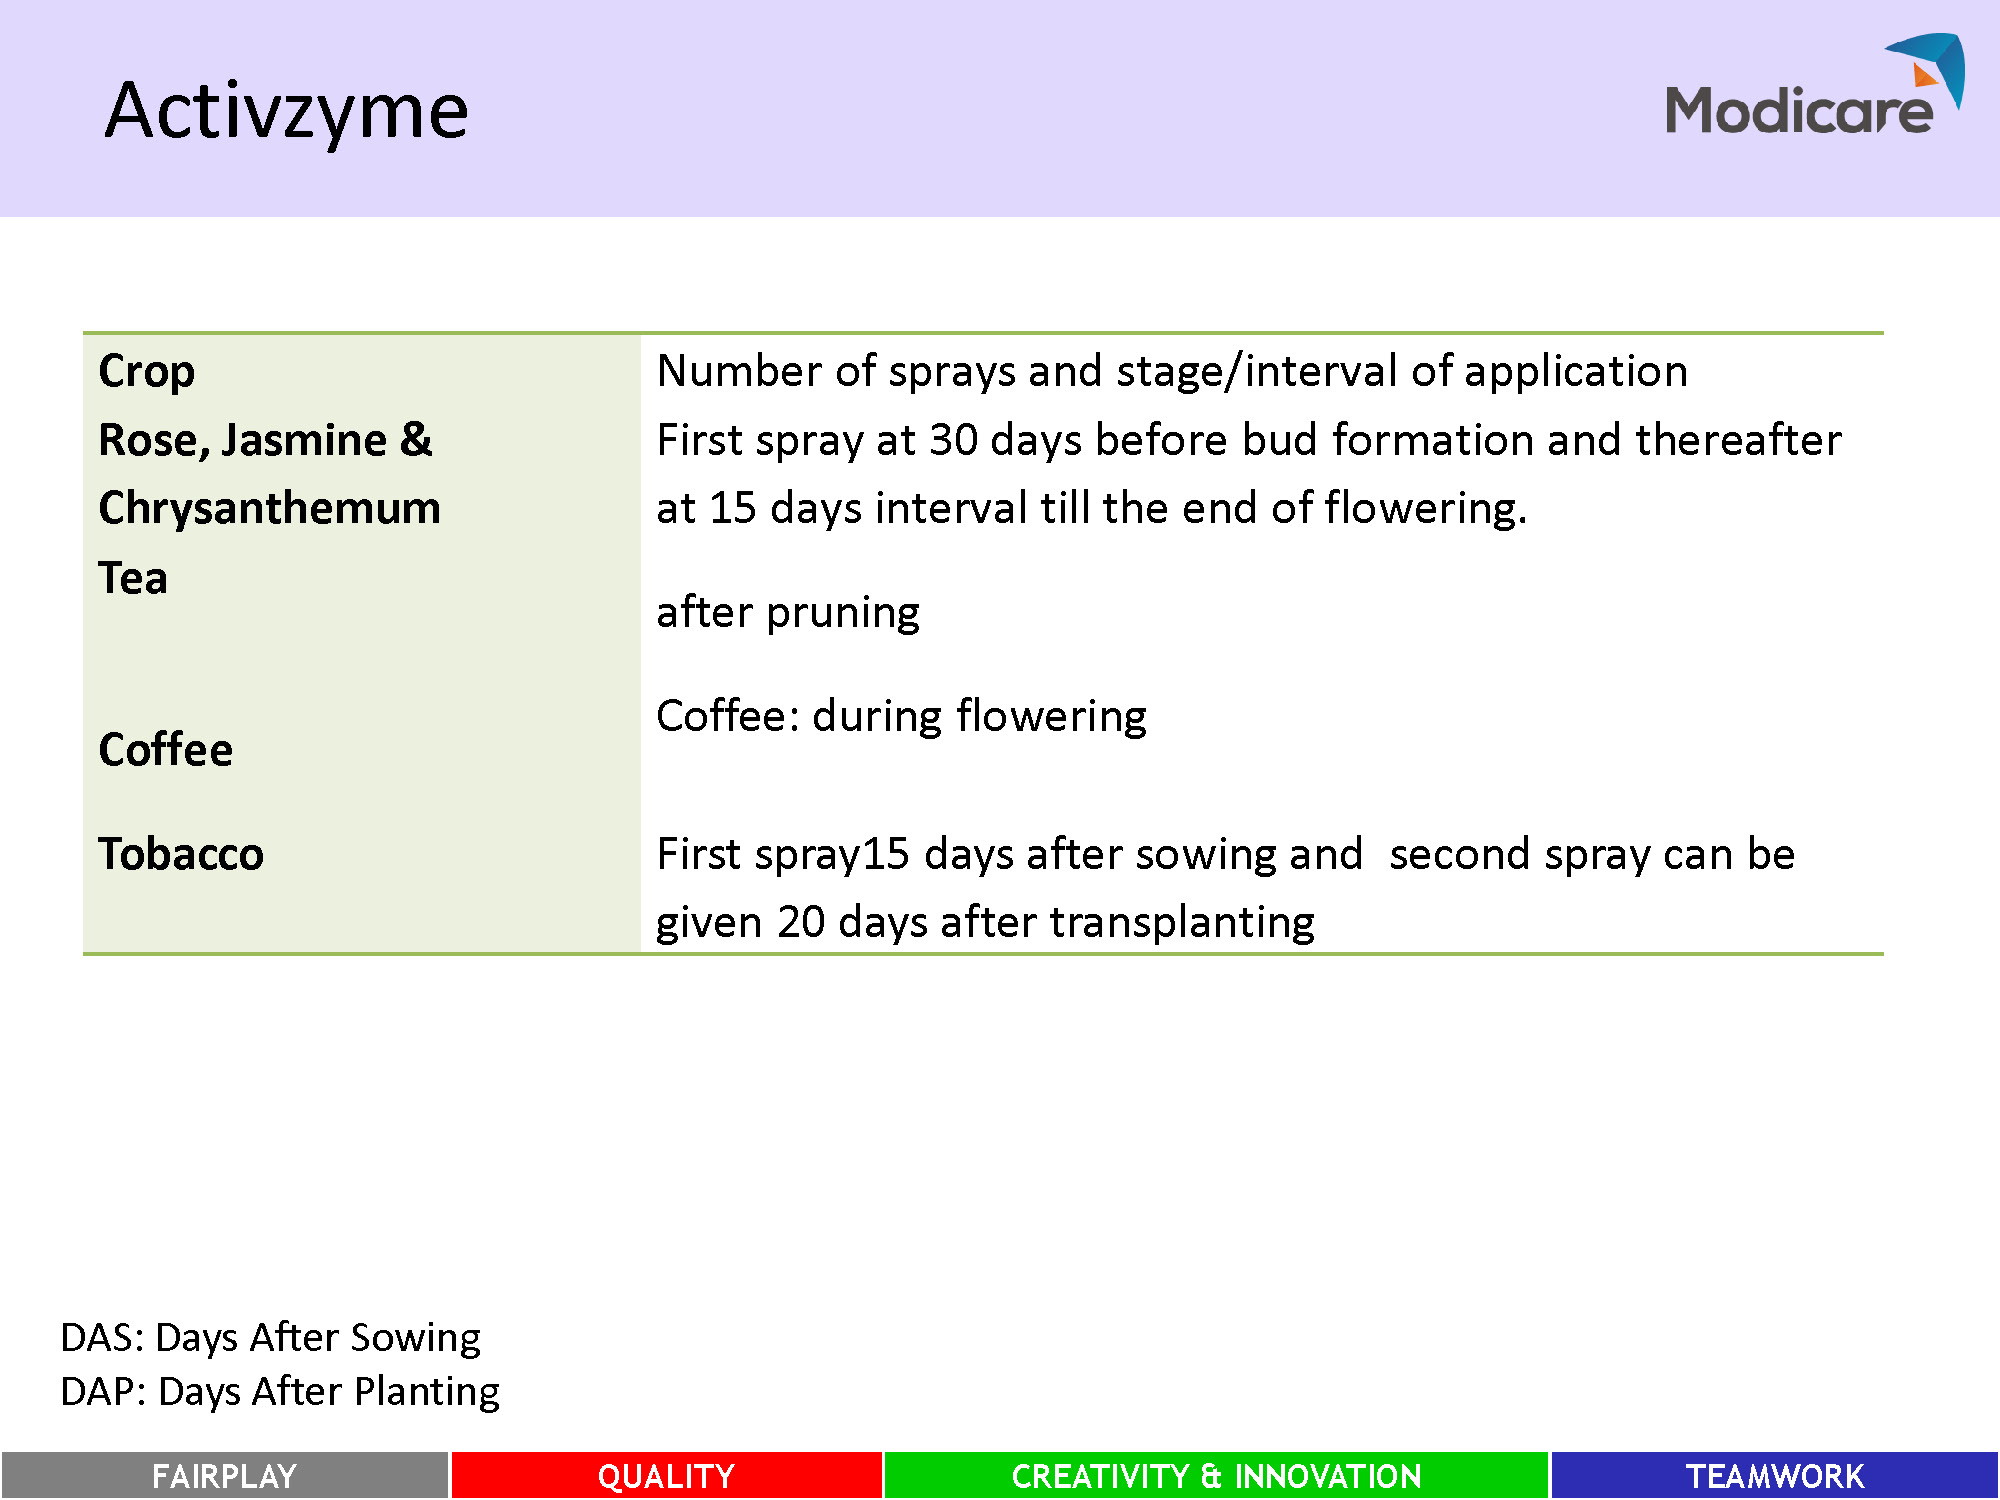 Activzyme
Modicare
Crop
Number of sprays and stage/interval of application
Rose, Jasmine &
Chrysanthemum
First spray at 30 days before bud formation and thereafter
at 15 days interval till the end of flowering.
Tea
after pruning
Coffee
Coffee: during flowering
Tobacco
First spray15 days after sowing and  second spray can be
given 20 days after transplanting
DAS: Days After Sowing
DAP: Days After Planting
FAIRPLAY
QUALITY
CREATIVITY & INNOVATION
TEAMWORK